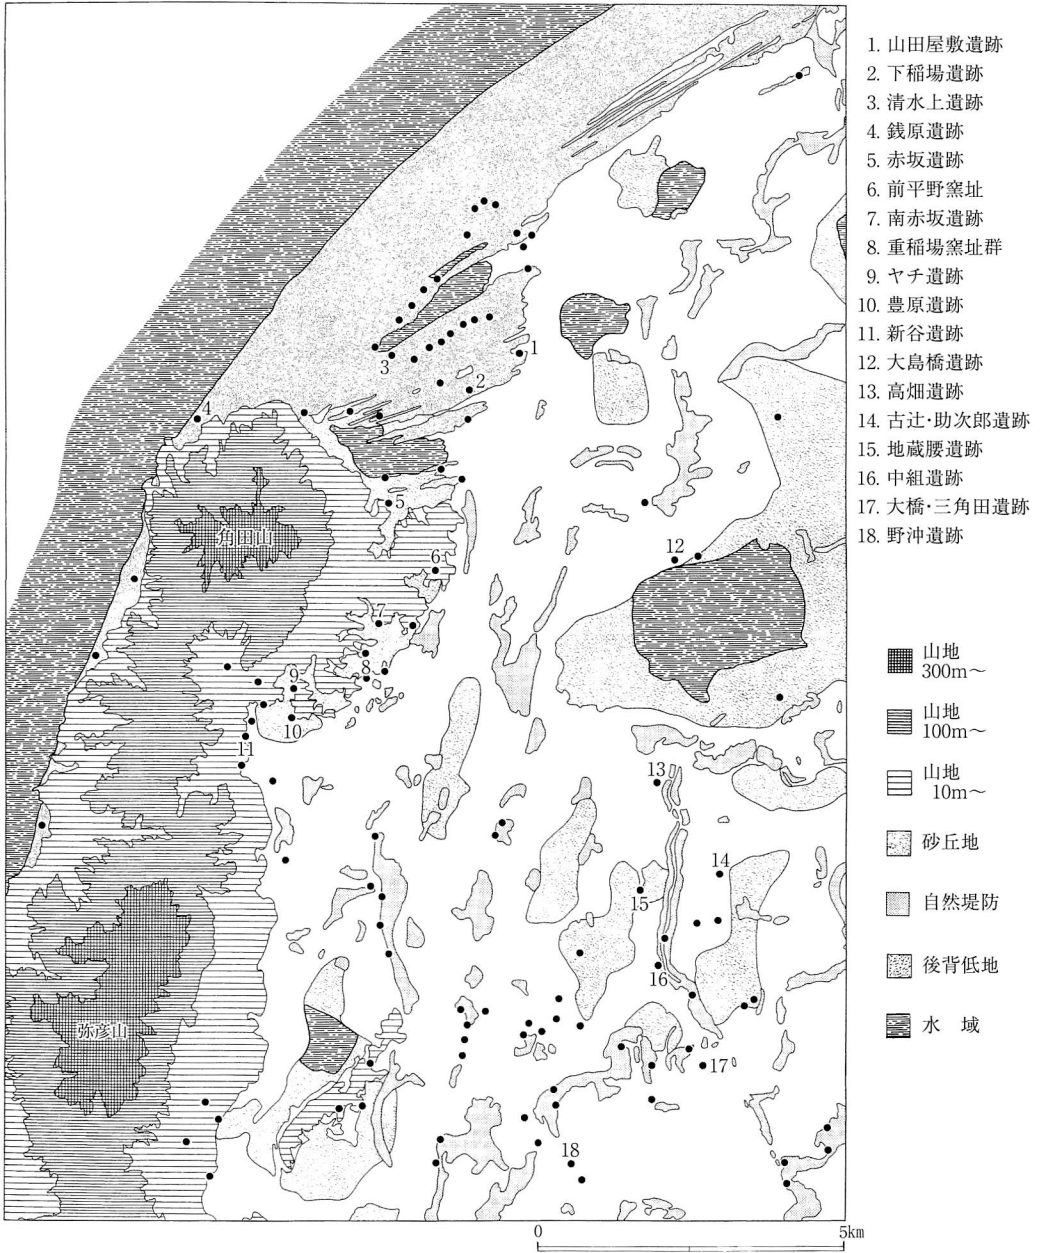 1. 山田屋敷遺跡
2. 下稲場遺跡
3. 清水上遺跡
4. 銭原遺跡
5. 赤坂遺跡
6. 前平野窯址
7. 南赤坂遺跡
8. 重稲場窯址群
9. ヤチ遺跡
10. 豊原遺跡
11. 新谷遺跡
12. 大島橋遺跡
13. 高畑遺跡
14. 古辻・助次郎遺跡
15. 地蔵腰遺跡
16. 中組遺跡
17. 大橋・三角田遺跡
18. 野沖遺跡
山地
300m～
山地
100m～
山地
10m～
砂丘地
自然堤防
後背低地
水 域
1
3
2
4
5
角田山
12
6
7
8
9
10
11
13
14
15
16
弥彦山
17
18
0
5km